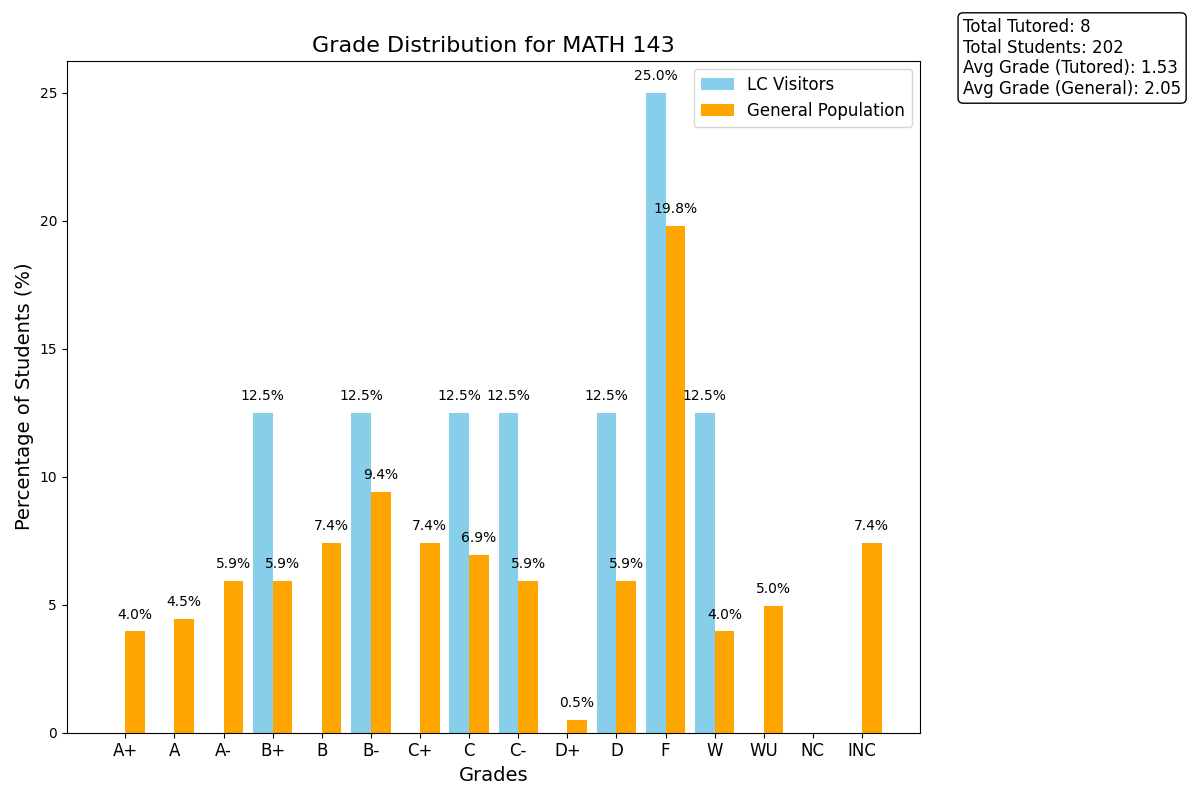 Total Tutored: 8
Total Students: 202
Avg Grade (Tutored): 1.53
Avg Grade (General): 2.05
Grade Distribution for MATH 143
LC Visitors
General Population
Percentage of Students (%)
25
20
15
10
5
0
25.0%
19.8%
12.5%
12.5%
12.5%
12.5%
12.5%
12.5%
4.0%
4.5%
5.9%
5.9%
7.4%
9.4%
7.4%
6.9%
5.9%
0.5%
5.9%
4.0%
5.0%
7.4%
A+ A A- B+ B B- C+ C C- D+ D F W WU NC INC
Grades